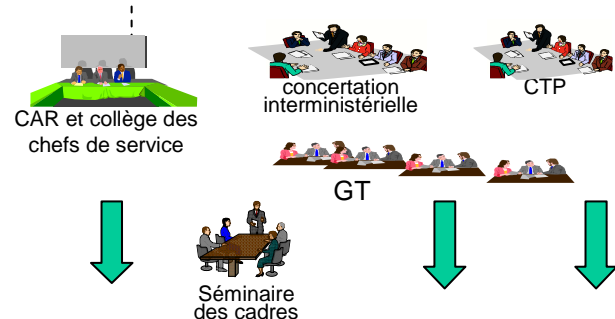 CAR et collège des
chefs de service
concertation
interministérielle
CTP
GT
Séminaire
des cadres